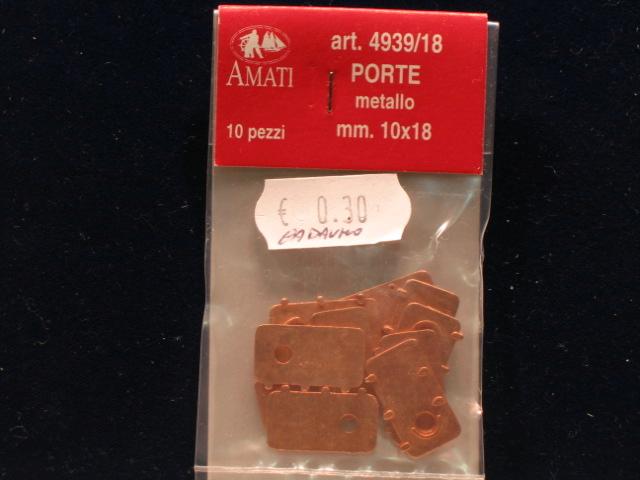 AMATI
10 pezzi
art. 4939/18
PORTE
metallo
mm. 10x18
€ 0.30